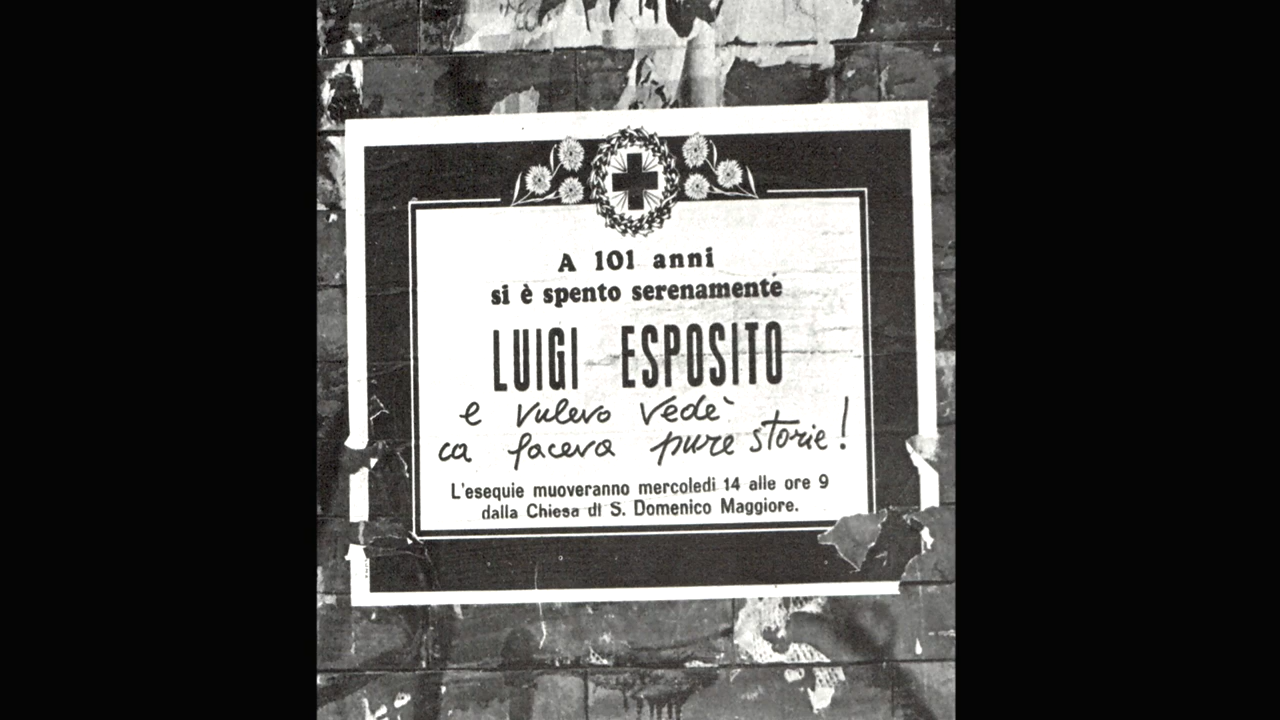 A 101 anni
si è spento serenamente
LUIGI ESPOSITO
e vulevo vedè
ca faceva pure storie!
L'esequie muoveranno mercoledi 14 alle ore 9
dalla Chiesa di S. Domenico Maggiore.